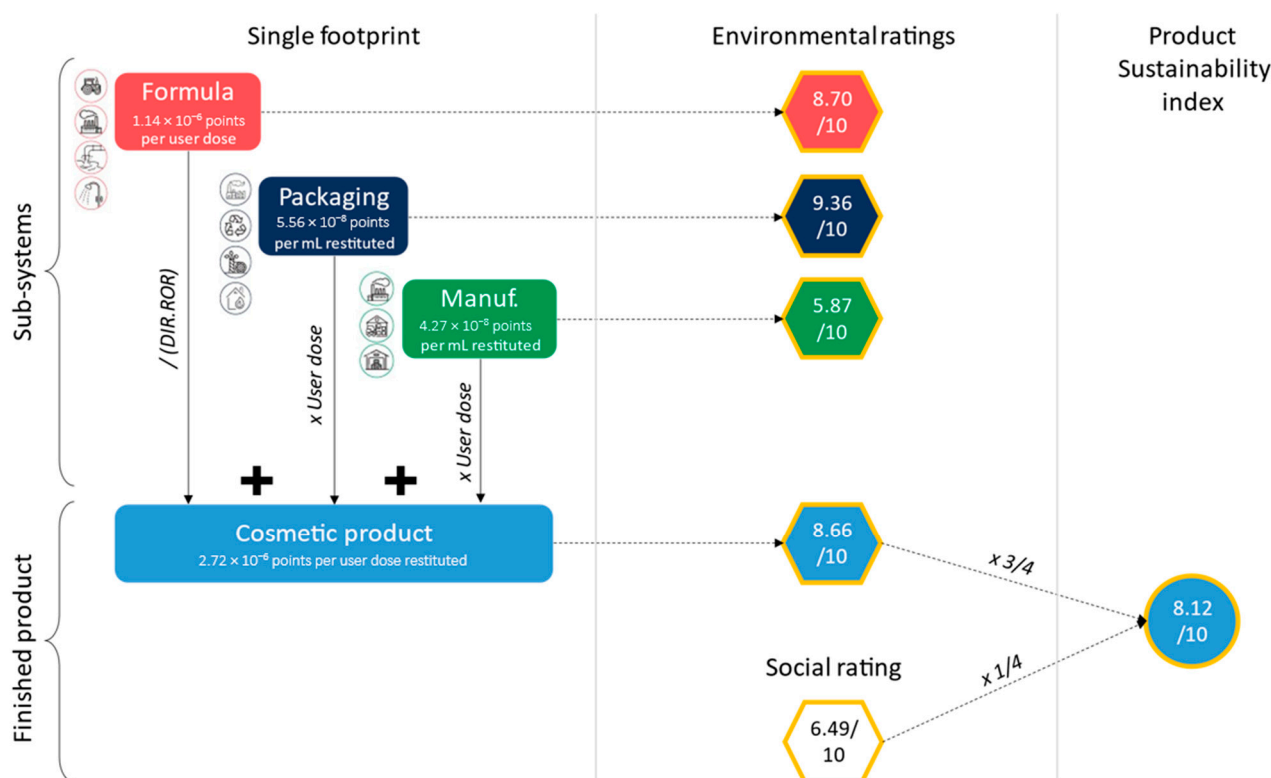 Single footprint
Environmental ratings
Product
Sustainability
index
Sub-systems
Formula
1.14 × 10⁻⁶ points
per user dose
8.70
/10
Packaging
5.56 × 10⁻⁸ points
per mL restituted
9.36
/10
Manuf.
4.27 × 10⁻⁸ points
per mL restituted
5.87
/10
/ (DIR.ROR)
x User dose
x User dose
+
+
Finished product
Cosmetic product
2.72 × 10⁻⁶ points per user dose restituted
8.66
/10
x 3/4
8.12
/10
Social rating
x 1/4
6.49/
10